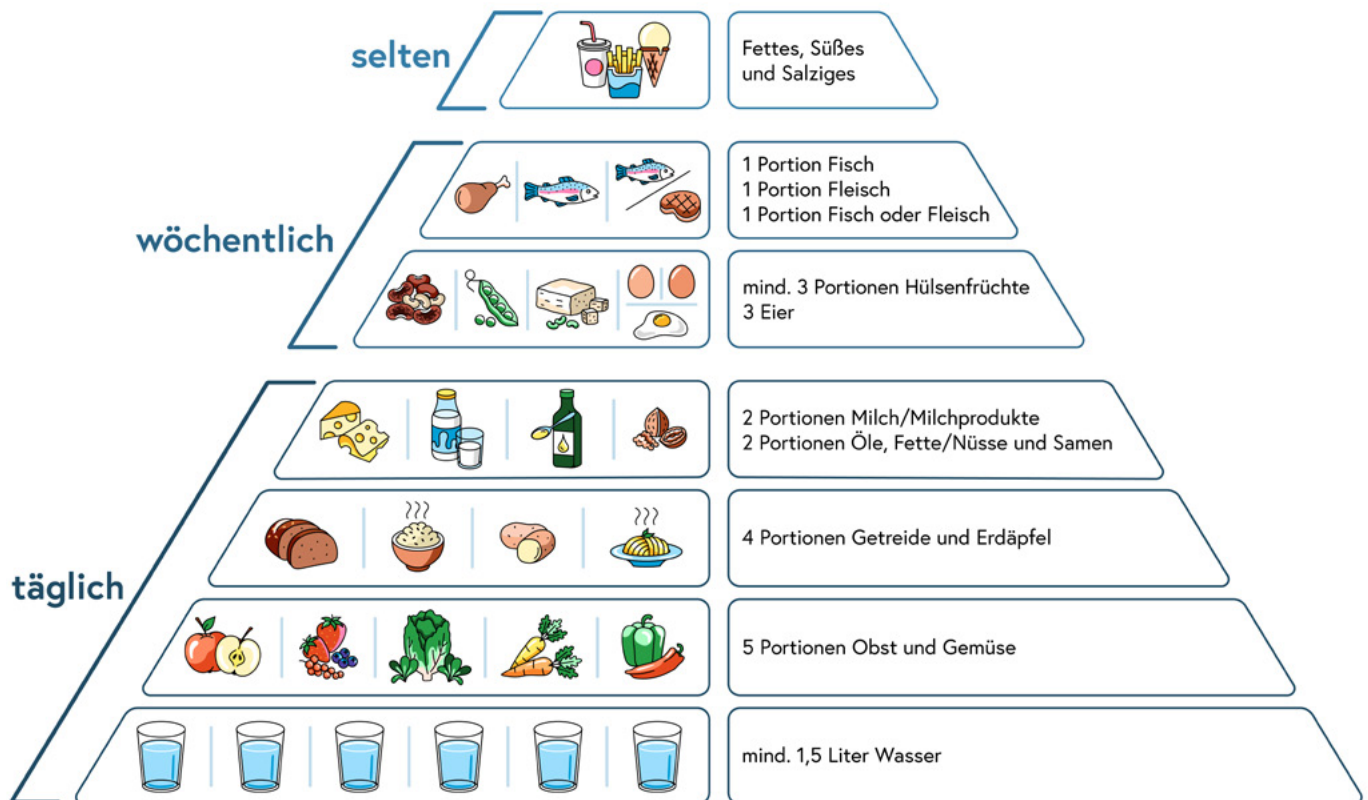 selten
Fettes, Süßes
und Salziges
wöchentlich
1 Portion Fisch
1 Portion Fleisch
1 Portion Fisch oder Fleisch
mind. 3 Portionen Hülsenfrüchte
3 Eier
täglich
2 Portionen Milch/Milchprodukte
2 Portionen Öle, Fette/Nüsse und Samen
4 Portionen Getreide und Erdäpfel
5 Portionen Obst und Gemüse
mind. 1,5 Liter Wasser